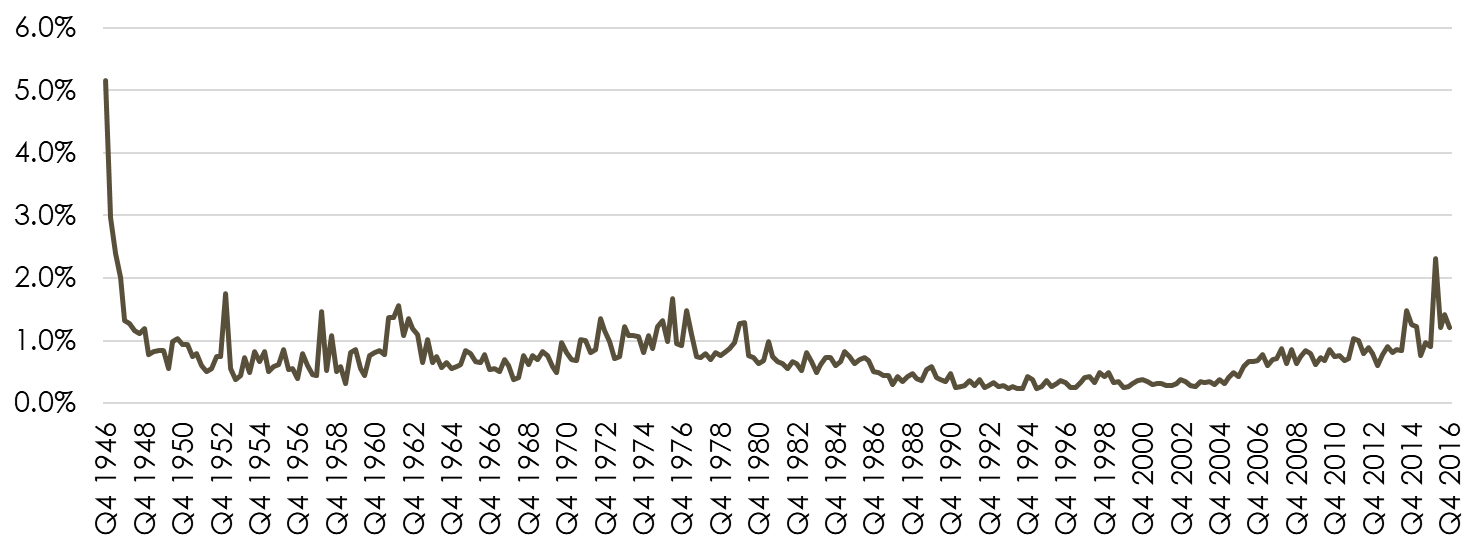 6.0%
5.0%
4.0%
3.0%
2.0%
1.0%
0.0%
Q4 1946
Q4 1948
Q4 1950
Q4 1952
Q4 1954
Q4 1956
Q4 1958
Q4 1960
Q4 1962
Q4 1964
Q4 1966
Q4 1968
Q4 1970
Q4 1972
Q4 1974
Q4 1976
Q4 1978
Q4 1980
Q4 1982
Q4 1984
Q4 1986
Q4 1988
Q4 1990
Q4 1992
Q4 1994
Q4 1996
Q4 1998
Q4 2000
Q4 2002
Q4 2004
Q4 2006
Q4 2008
Q4 2010
Q4 2012
Q4 2014
Q4 2016